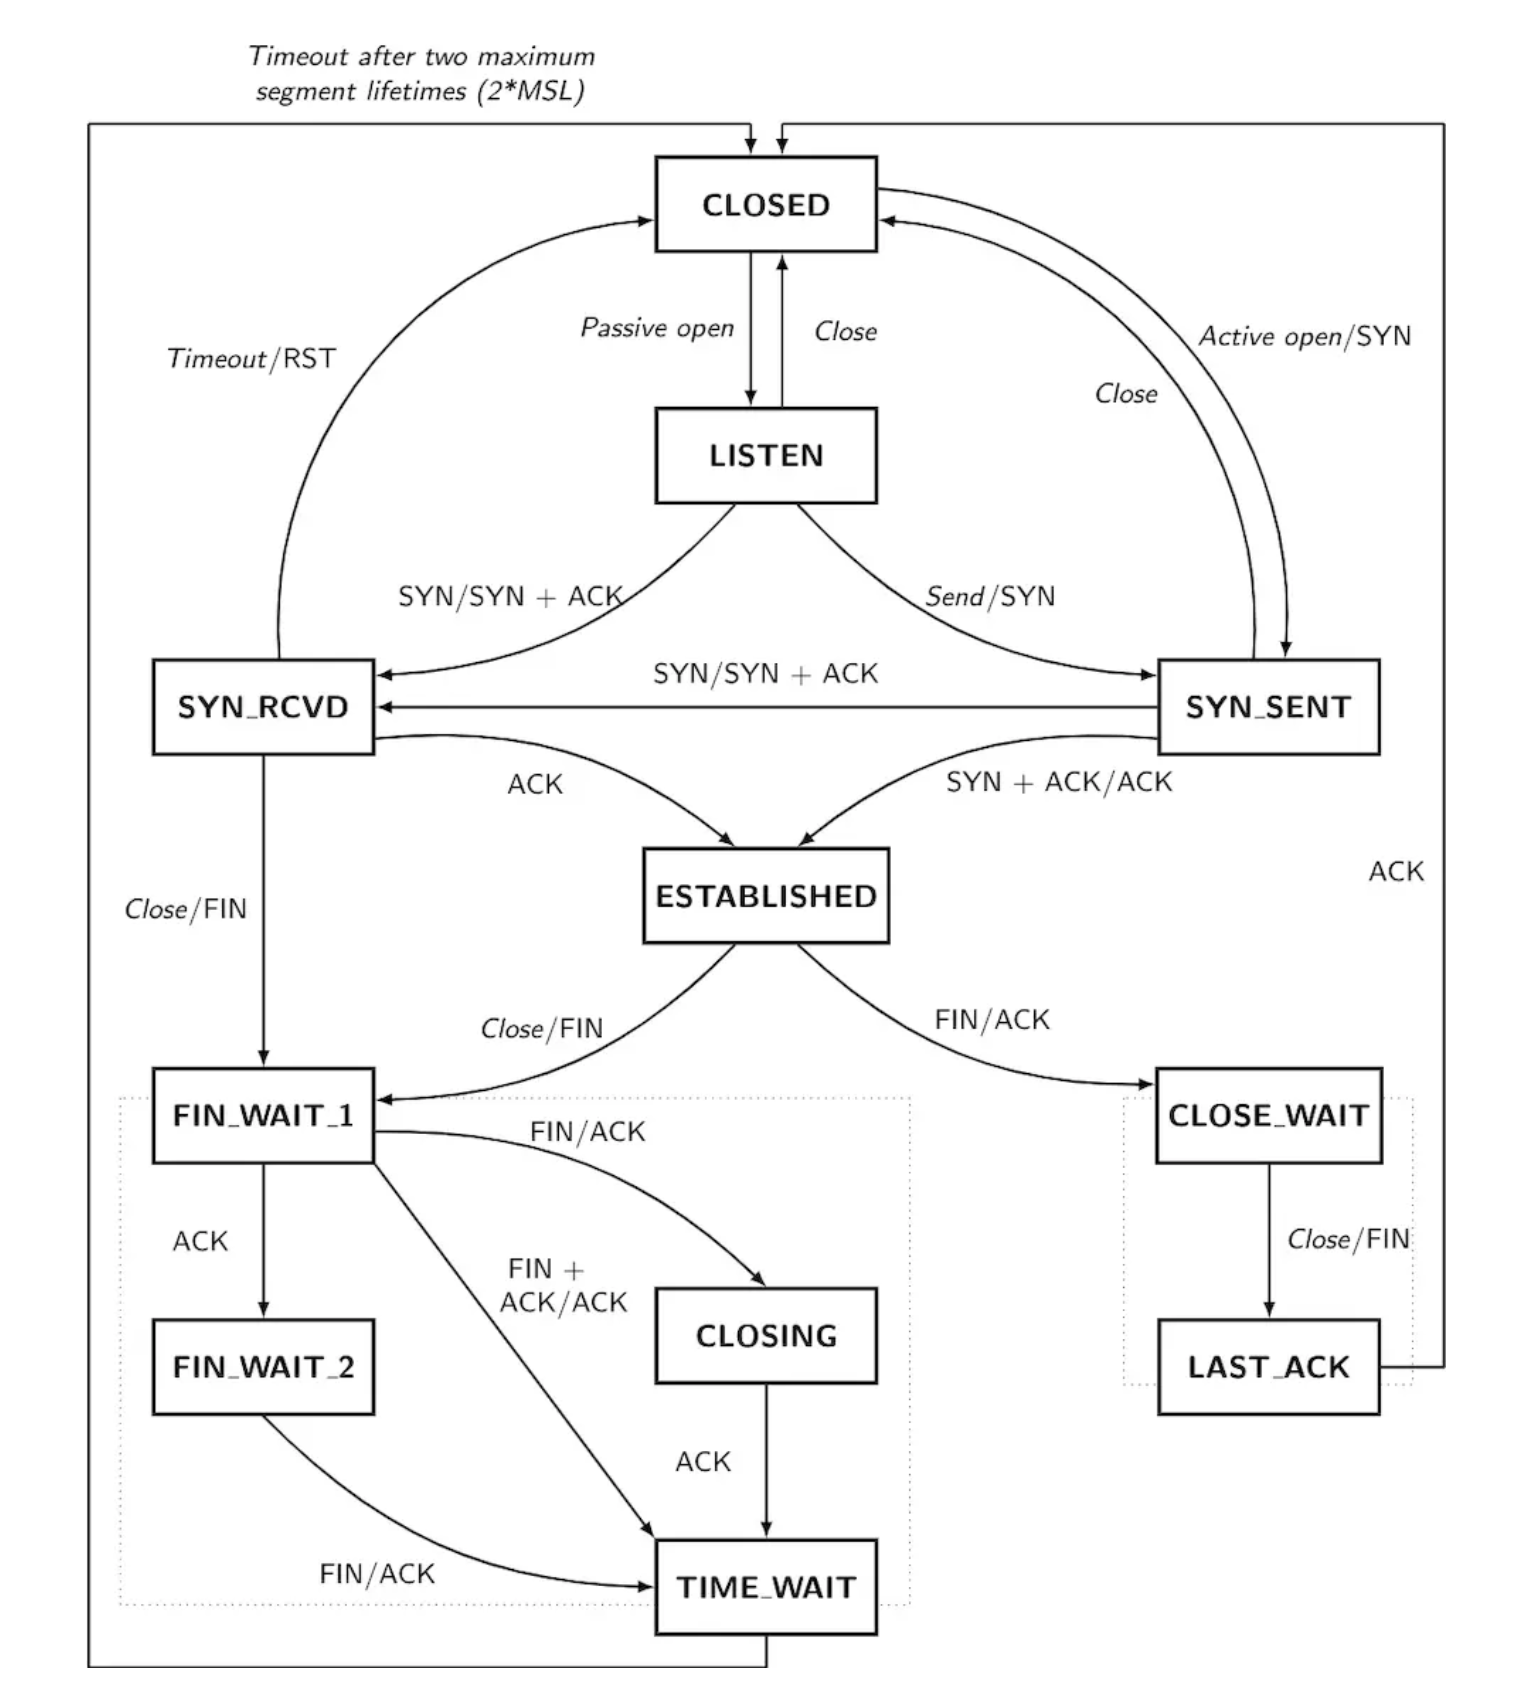 Timeout after two maximum
segment lifetimes (2*MSL)
CLOSED
Passive open
Close
Active open/SYN
Timeout/RST
Close
LISTEN
SYN/SYN + ACK
Send/SYN
SYN/SYN + ACK
SYN_RCVD
SYN_SENT
ACK
SYN + ACK/ACK
ACK
ESTABLISHED
Close/FIN
Close/FIN
FIN/ACK
FIN_WAIT_1
CLOSE_WAIT
FIN/ACK
ACK
Close/FIN
FIN +
ACK/ACK
CLOSING
FIN_WAIT_2
LAST_ACK
ACK
FIN/ACK
TIME_WAIT